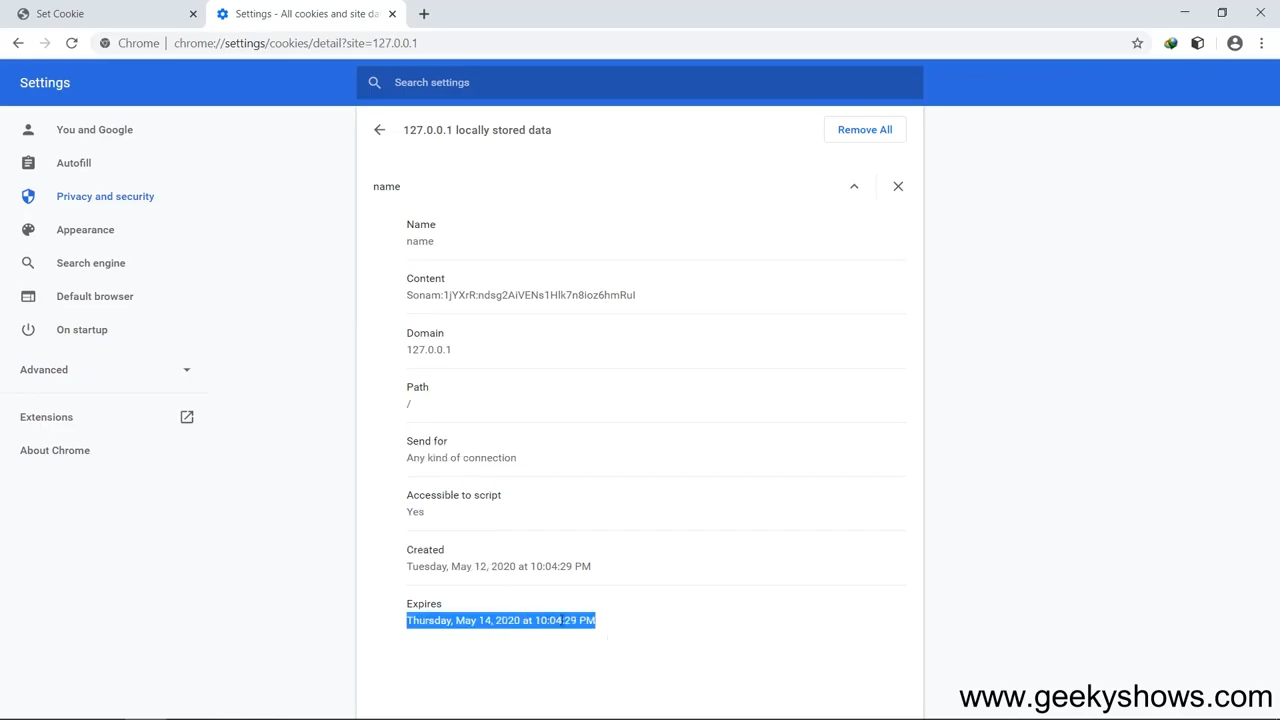 Set Cookie
Settings - All cookies and site da
Chrome
chrome://settings/cookies/detail?site=127.0.0.1
Settings
Search settings
You and Google
Autofill
Privacy and security
Appearance
Search engine
Default browser
On startup
Advanced
Extensions
About Chrome
127.0.0.1 locally stored data
Remove All
name
Name
name
Content
Sonam:1jYXrR:ndsg2AiVENs1Hlk7n8ioz6hmRuI
Domain
127.0.0.1
Path
/
Send for
Any kind of connection
Accessible to script
Yes
Created
Tuesday, May 12, 2020 at 10:04:29 PM
Expires
Thursday, May 14, 2020 at 10:04:29 PM
www.geekyshows.com